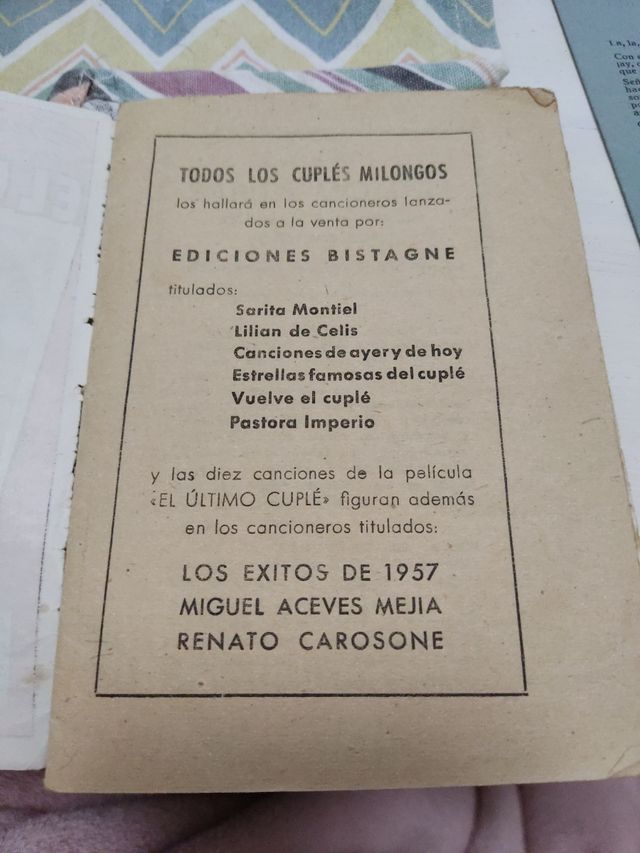 TODOS LOS CUPLÉS MILONGOS
los hallará en los cancioneros lanza-
dos a la venta por:
EDICIONES BISTAGNE
titulados:
Sarita Montiel
Lilian de Celis
Canciones de ayer y de hoy
Estrellas famosas del cuplé
Vuelve el cuplé
Pastora Imperio
y las diez canciones de la película
«EL ÚLTIMO CUPLÉ» figuran además
en los cancioneros titulados:
LOS EXITOS DE 1957
MIGUEL ACEVES MEJIA
RENATO CAROSONE